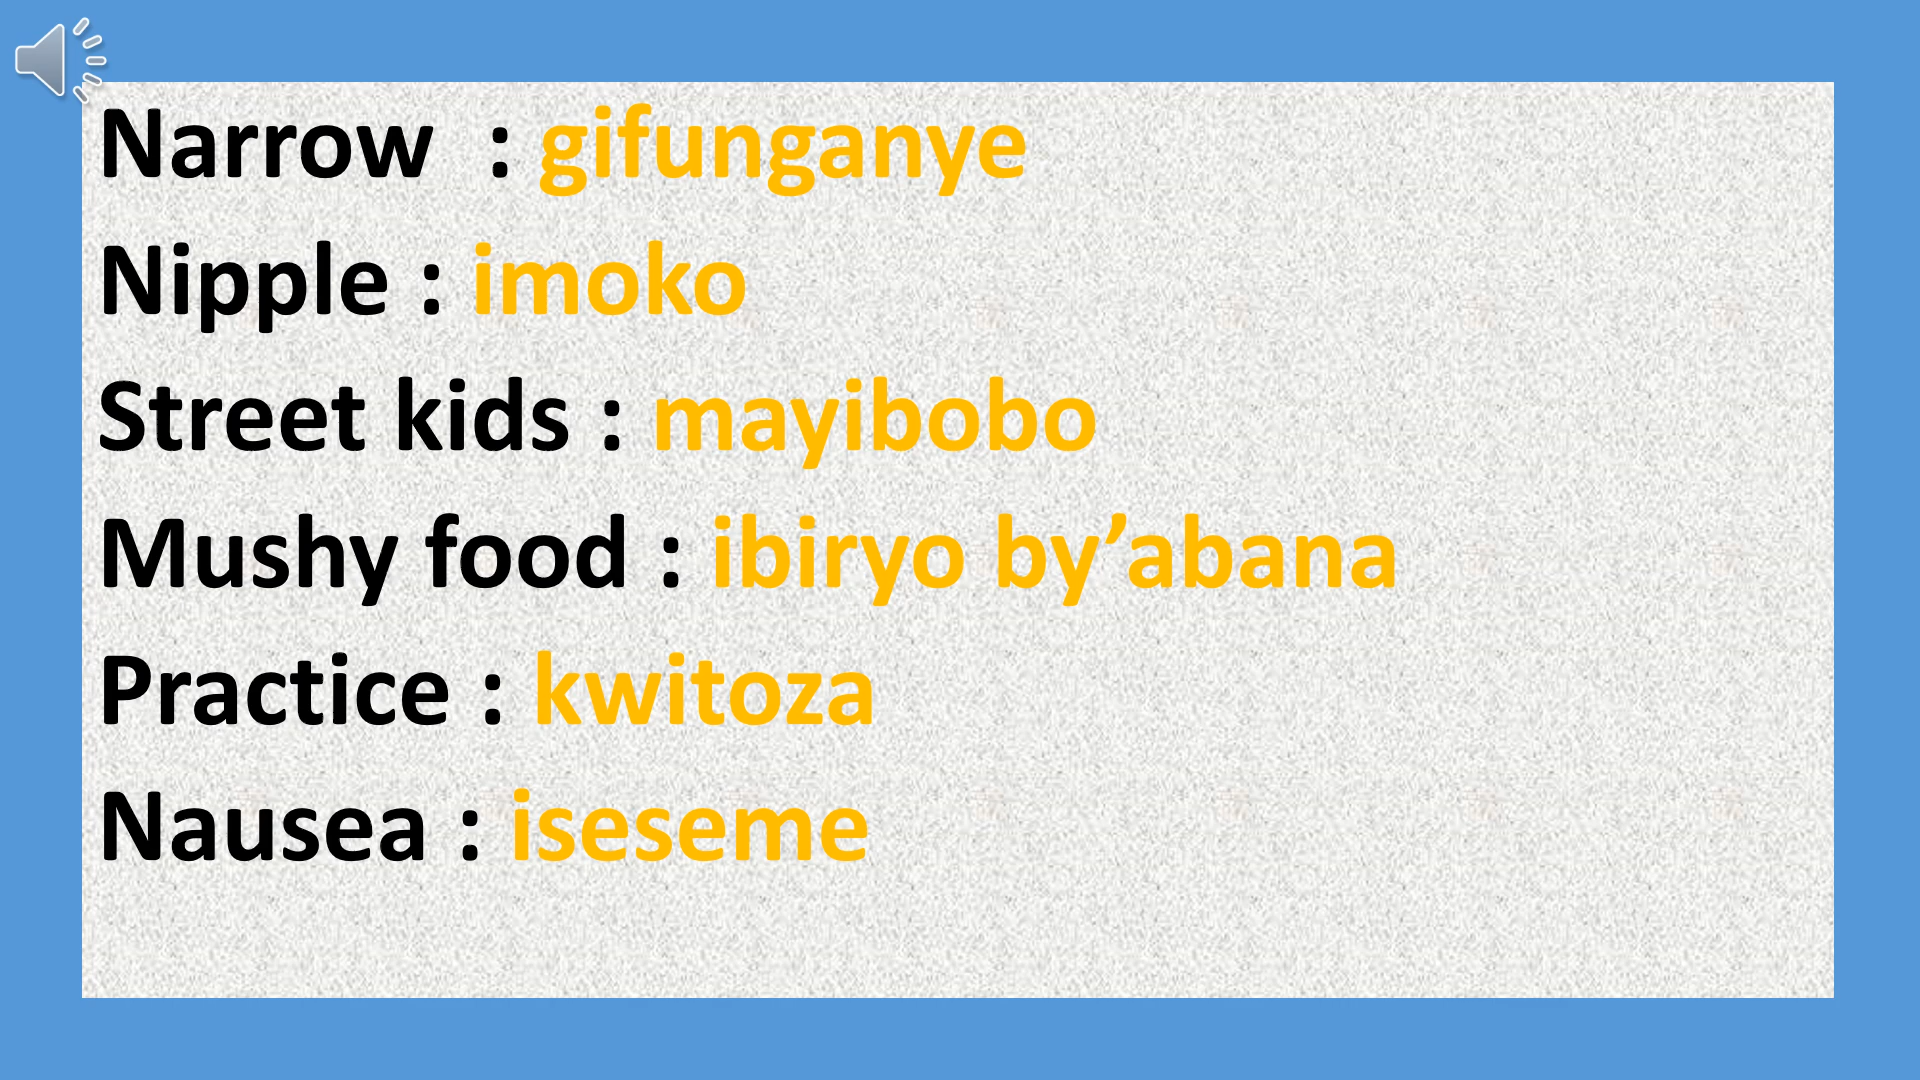 Narrow : gifunganye
Nipple : imoko
Street kids : mayibobo
Mushy food : ibiryo by’abana
Practice : kwitoza
Nausea : iseseme